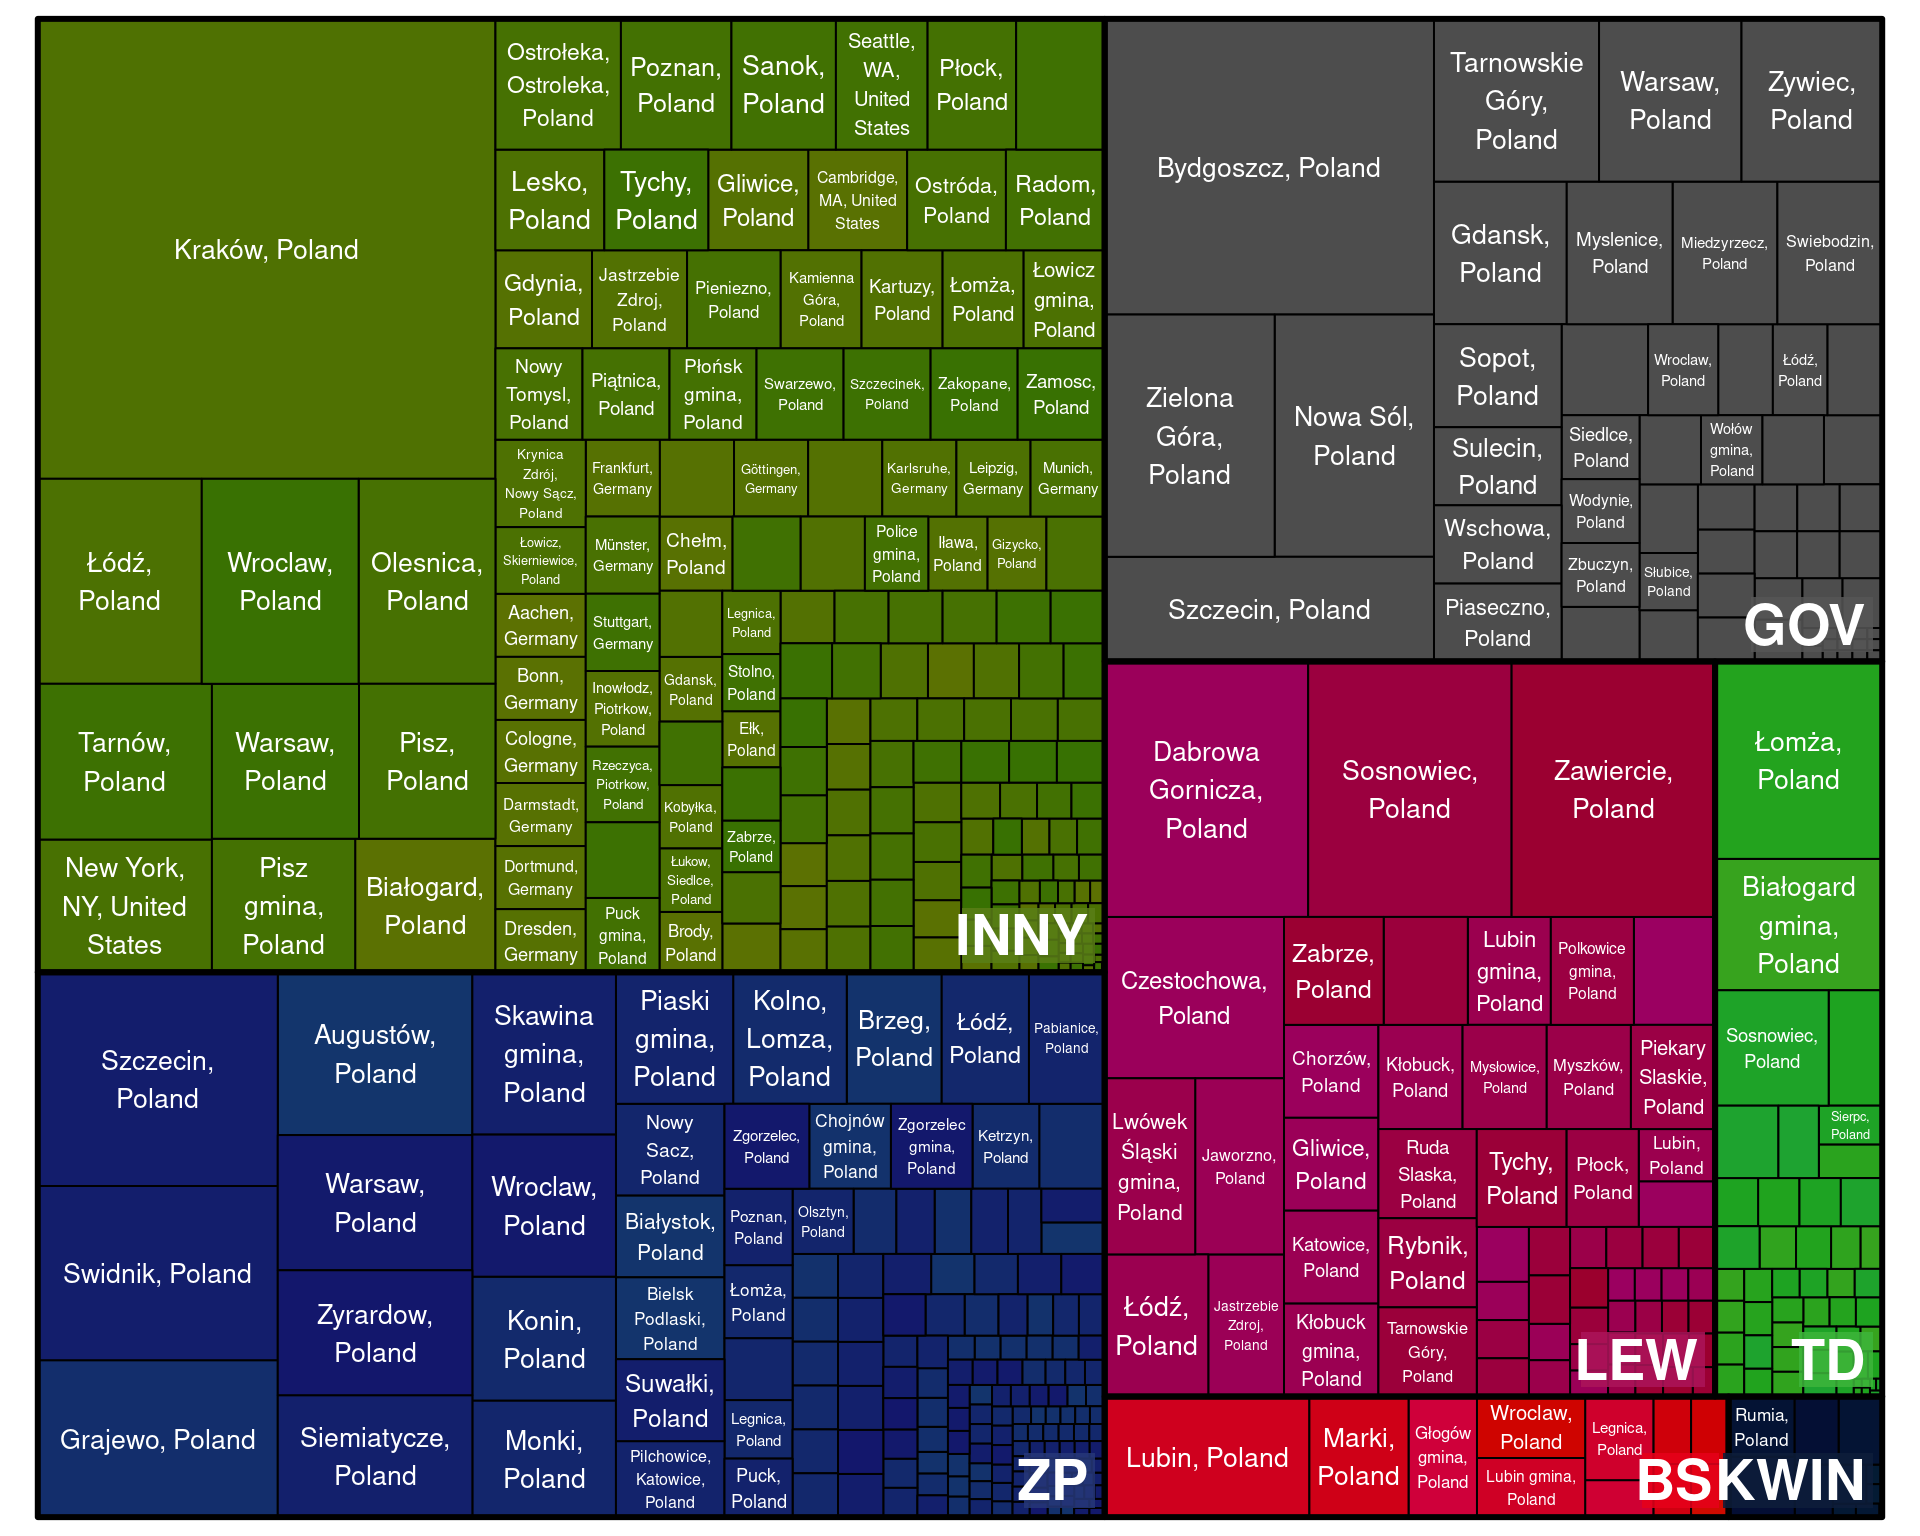 Kraków, Poland
Łódź,
Poland
Wroclaw,
Poland
Olesnica,
Poland
Tarnów,
Poland
Warsaw,
Poland
Pisz,
Poland
New York,
NY, United
States
Pisz
gmina,
Poland
Białogard,
Poland
Ostrołeka,
Ostroleka,
Poland
Poznan,
Poland
Sanok,
Poland
Seattle,
WA,
United
States
Płock,
Poland
Lesko,
Poland
Tychy,
Poland
Gliwice,
Poland
Cambridge,
MA, United
States
Ostróda,
Poland
Radom,
Poland
Gdynia,
Poland
Jastrzebie
Zdroj,
Poland
Pieniezno,
Poland
Kamienna
Góra,
Poland
Kartuzy,
Poland
Łomża,
Poland
Łowicz
gmina,
Poland
Nowy
Tomysl,
Poland
Piątnica,
Poland
Płońsk
gmina,
Poland
Swarzewo,
Poland
Szczecinek,
Poland
Zakopane,
Poland
Zamosc,
Poland
Krynica
Zdrój,
Nowy Sącz,
Poland
Łowicz,
Skierniewice,
Poland
Aachen,
Germany
Bonn,
Germany
Cologne,
Germany
Darmstadt,
Germany
Dortmund,
Germany
Dresden,
Germany
Frankfurt,
Germany
Göttingen,
Germany
Karlsruhe,
Germany
Leipzig,
Germany
Munich,
Germany
Münster,
Germany
Stuttgart,
Germany
Inowłodz,
Piotrkow,
Poland
Rzeczyca,
Piotrkow,
Poland
Puck
gmina,
Poland
Chełm,
Poland
Police
gmina,
Poland
Iława,
Poland
Gizycko,
Poland
Gdansk,
Poland
Kobyłka,
Poland
Łukow,
Siedlce,
Poland
Brody,
Poland
Legnica,
Poland
Stolno,
Poland
Ełk,
Poland
Zabrze,
Poland
INNY
Bydgoszcz, Poland
Zielona
Góra,
Poland
Nowa Sól,
Poland
Szczecin, Poland
Tarnowskie
Góry,
Poland
Warsaw,
Poland
Zywiec,
Poland
Gdansk,
Poland
Myslenice,
Poland
Miedzyrzecz,
Poland
Swiebodzin,
Poland
Sopot,
Poland
Sulecin,
Poland
Wschowa,
Poland
Piaseczno,
Poland
Wroclaw,
Poland
Łódź,
Poland
Siedlce,
Poland
Wołów
gmina,
Poland
Wodynie,
Poland
Zbuczyn,
Poland
Słubice,
Poland
GOV
Dabrowa
Gornicza,
Poland
Sosnowiec,
Poland
Zawiercie,
Poland
Czestochowa,
Poland
Lwówek
Śląski
gmina,
Poland
Jaworzno,
Poland
Łódź,
Poland
Jastrzebie
Zdroj,
Poland
Zabrze,
Poland
Lubin
gmina,
Poland
Polkowice
gmina,
Poland
Chorzów,
Poland
Kłobuck,
Poland
Mysłowice,
Poland
Myszków,
Poland
Piekary
Slaskie,
Poland
Gliwice,
Poland
Ruda
Slaska,
Poland
Tychy,
Poland
Płock,
Poland
Lubin,
Poland
Katowice,
Poland
Rybnik,
Poland
Kłobuck
gmina,
Poland
Tarnowskie
Góry,
Poland
LEW
Łomża,
Poland
Białogard
gmina,
Poland
Sosnowiec,
Poland
Sierpc,
Poland
TD
Szczecin,
Poland
Swidnik, Poland
Grajewo, Poland
Augustów,
Poland
Warsaw,
Poland
Zyrardow,
Poland
Siemiatycze,
Poland
Skawina
gmina,
Poland
Wroclaw,
Poland
Konin,
Poland
Monki,
Poland
Piaski
gmina,
Poland
Kolno,
Lomza,
Poland
Brzeg,
Poland
Łódź,
Poland
Pabianice,
Poland
Nowy
Sacz,
Poland
Zgorzelec,
Poland
Chojnów
gmina,
Poland
Zgorzelec
gmina,
Poland
Ketrzyn,
Poland
Białystok,
Poland
Bielsk
Podlaski,
Poland
Suwałki,
Poland
Pilchowice,
Katowice,
Poland
Poznan,
Poland
Olsztyn,
Poland
Łomża,
Poland
Legnica,
Poland
Puck,
Poland
ZP
Lubin, Poland
Marki,
Poland
Głogów
gmina,
Poland
Wroclaw,
Poland
Lubin gmina,
Poland
Legnica,
Poland
BS
Rumia,
Poland
KWIN